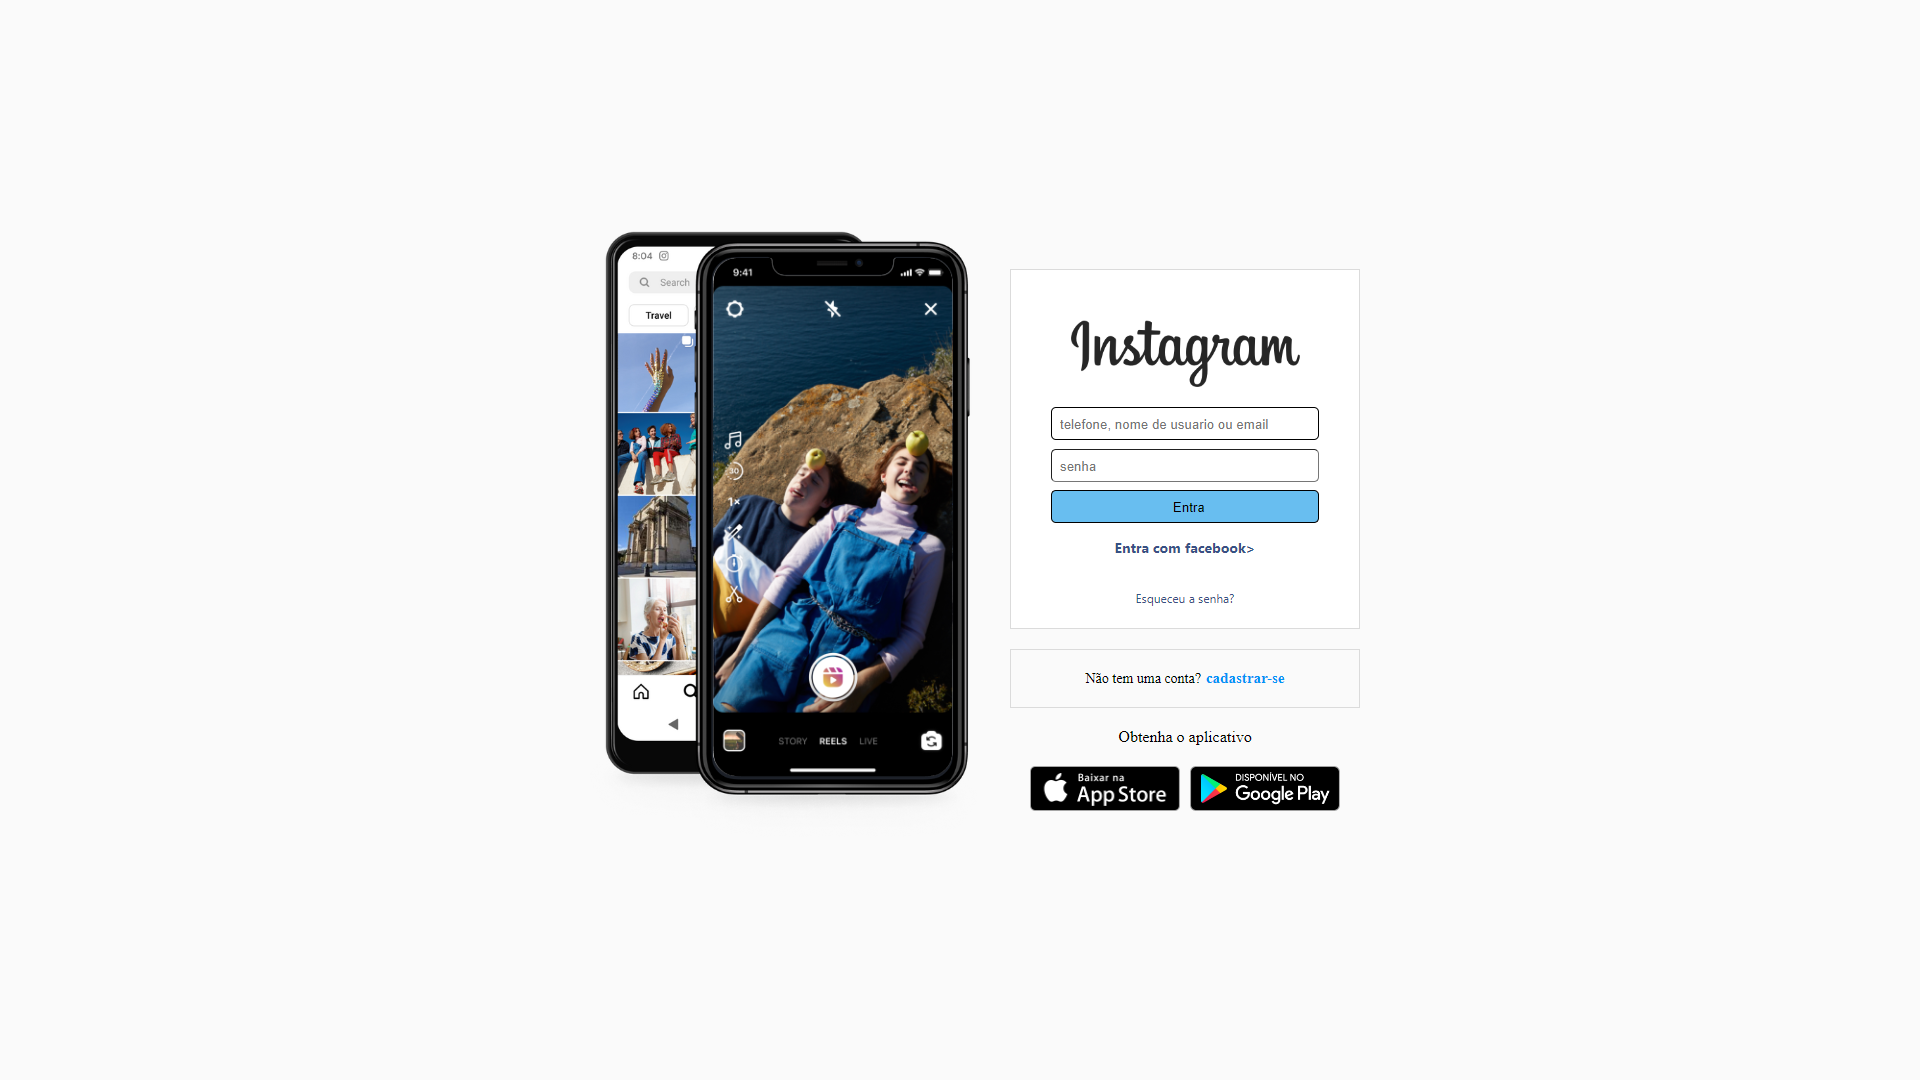 8:04
Search
Travel
9:41
30
1×
STORY REELS LIVE
Instagram
telefone, nome de usuario ou email
senha
Entra
Entra com facebook>
Esqueceu a senha?
Não tem uma conta? cadastrar-se
Obtenha o aplicativo
Baixar na
App Store
DISPONÍVEL NO
Google Play